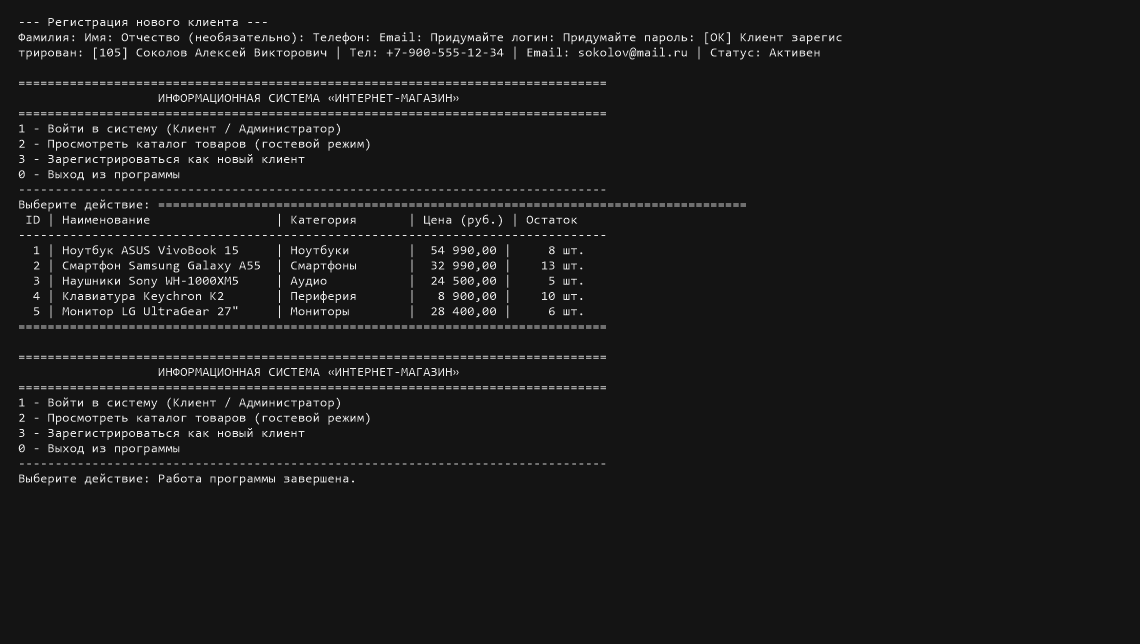 --- Регистрация нового клиента ---
Фамилия: Имя: Отчество (необязательно): Телефон: Email: Придумайте логин: Придумайте пароль: [OK] Клиент зарегис
трирован: [105] Соколов Алексей Викторович | Тел: +7-900-555-12-34 | Email: sokolov@mail.ru | Статус: Активен

================================================================================
                   ИНФОРМАЦИОННАЯ СИСТЕМА «ИНТЕРНЕТ-МАГАЗИН»
================================================================================
1 - Войти в систему (Клиент / Администратор)
2 - Просмотреть каталог товаров (гостевой режим)
3 - Зарегистрироваться как новый клиент
0 - Выход из программы
--------------------------------------------------------------------------------
Выберите действие: ================================================================================
 ID | Наименование                 | Категория       | Цена (руб.) | Остаток
--------------------------------------------------------------------------------
  1 | Ноутбук ASUS VivoBook 15     | Ноутбуки        |  54 990,00 |     8 шт.
  2 | Смартфон Samsung Galaxy A55  | Смартфоны       |  32 990,00 |    13 шт.
  3 | Наушники Sony WH-1000XM5     | Аудио           |  24 500,00 |     5 шт.
  4 | Клавиатура Keychron K2       | Периферия       |   8 900,00 |    10 шт.
  5 | Монитор LG UltraGear 27"     | Мониторы        |  28 400,00 |     6 шт.
================================================================================

================================================================================
                   ИНФОРМАЦИОННАЯ СИСТЕМА «ИНТЕРНЕТ-МАГАЗИН»
================================================================================
1 - Войти в систему (Клиент / Администратор)
2 - Просмотреть каталог товаров (гостевой режим)
3 - Зарегистрироваться как новый клиент
0 - Выход из программы
--------------------------------------------------------------------------------
Выберите действие: Работа программы завершена.